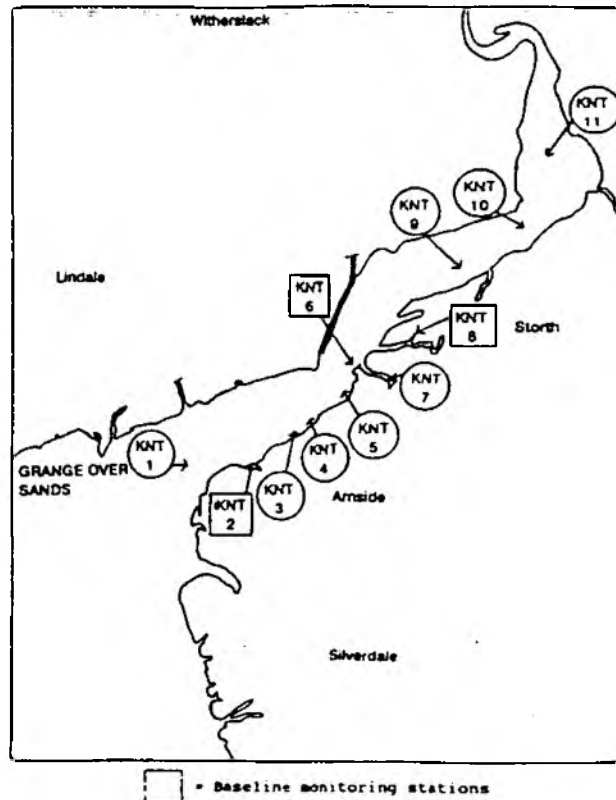 Witherslack
KNT
11
KNT
10
KNT
9
Lindale
KNT
6
KNT
8
Storth
KNT
7
KNT
5
KNT
4
KNT
1
GRANGE OVER
SANDS
KNT
3
KNT
2
Arnside
Silverdale
= Baseline monitoring stations